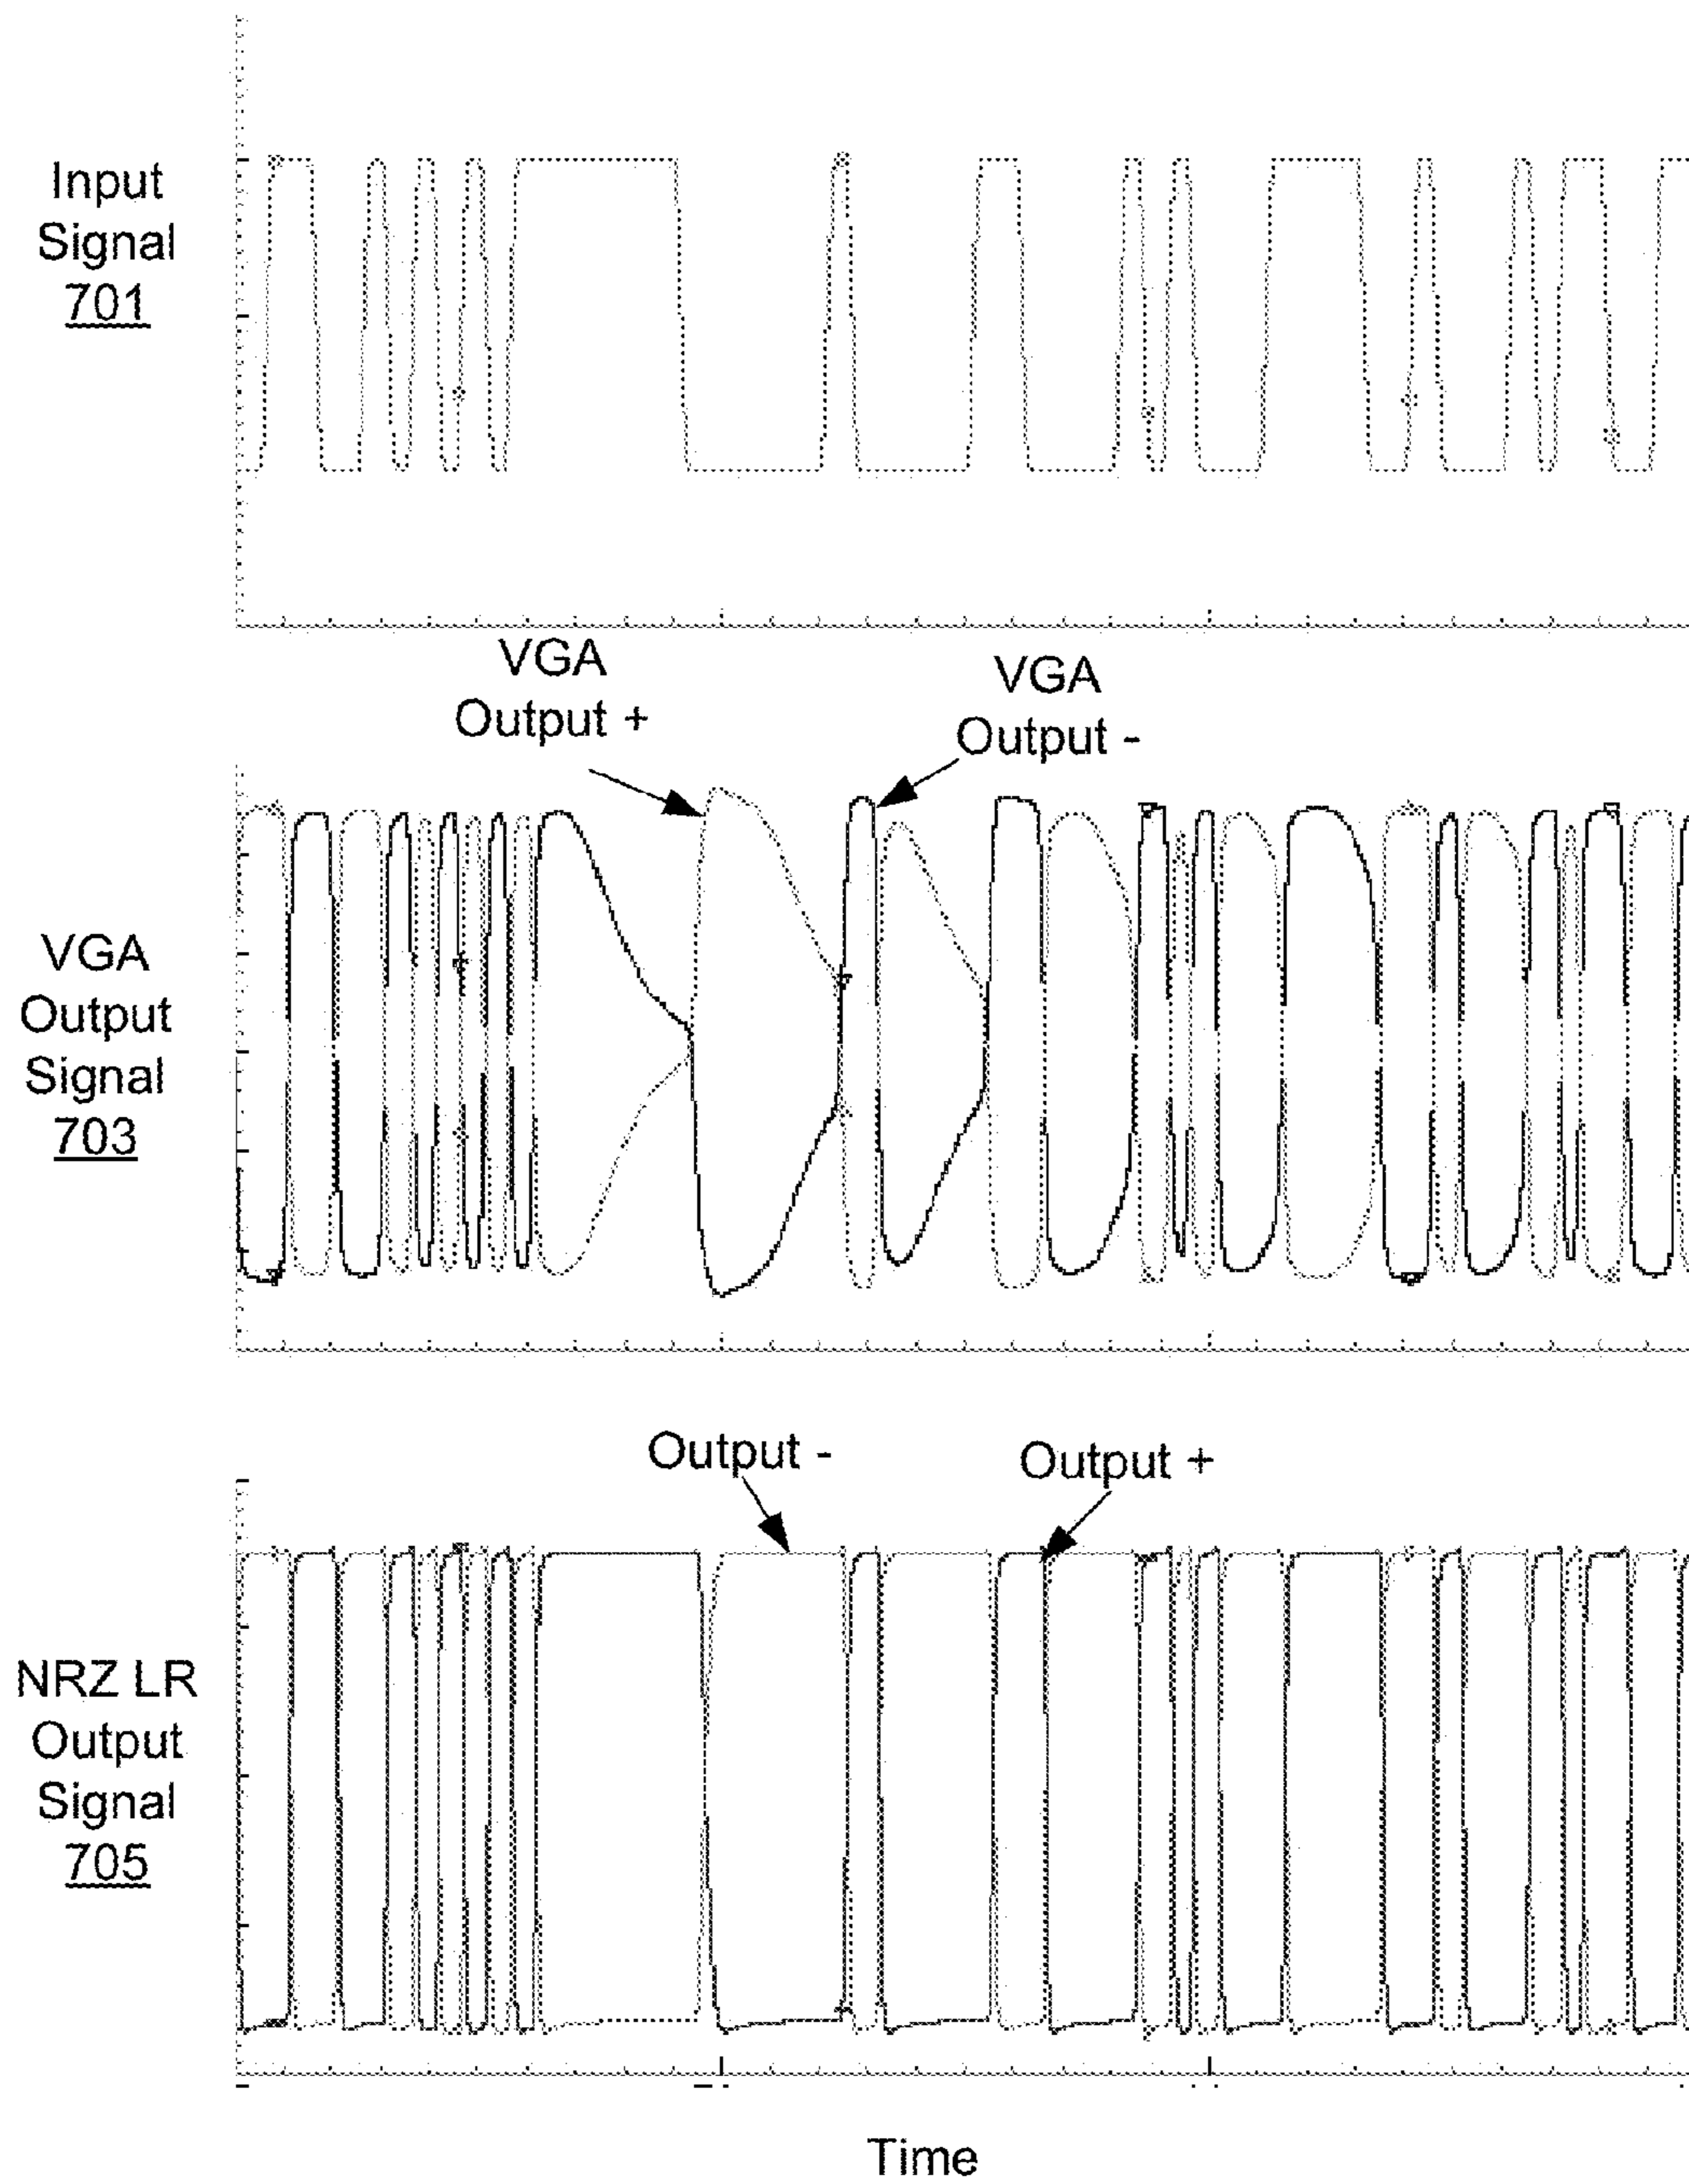 Input
Signal
701
VGA
Output +
VGA
Output -
VGA
Output
Signal
703
Output -
Output +
NRZ LR
Output
Signal
705
Time